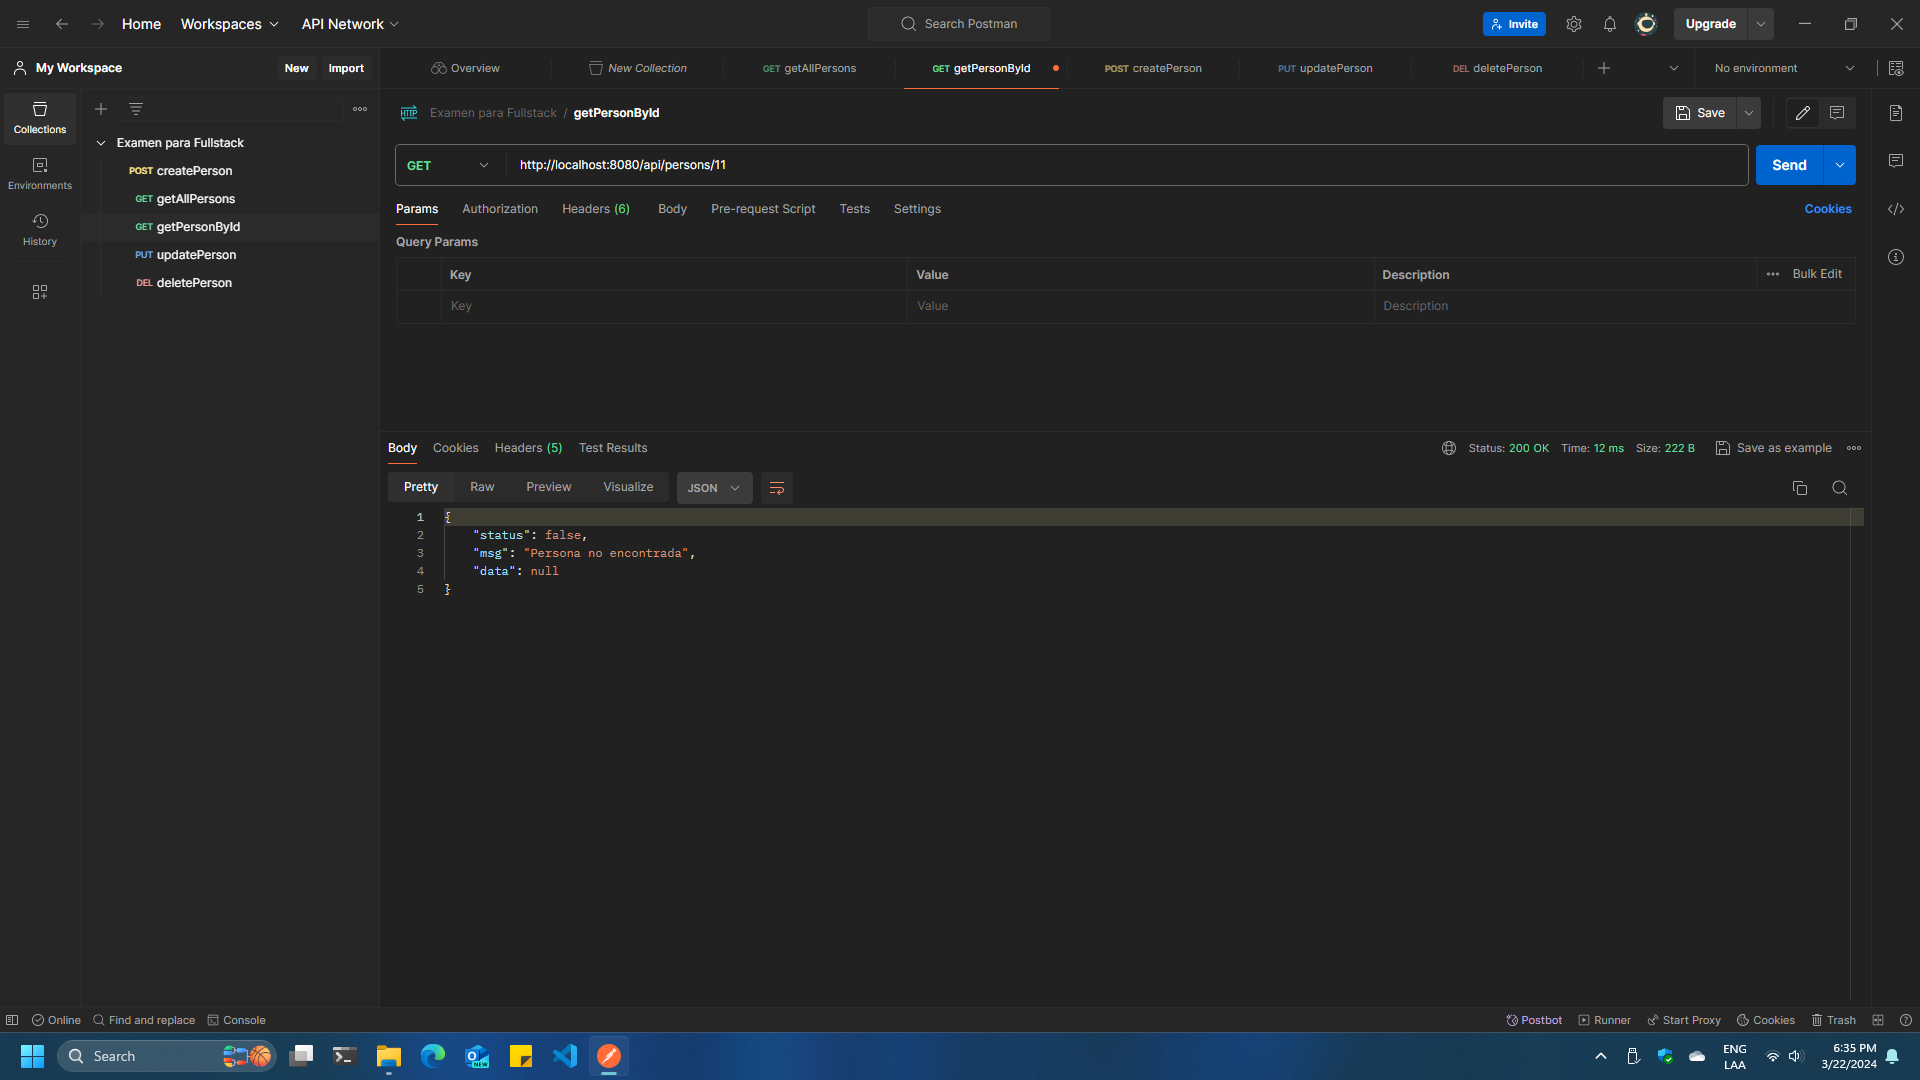 Home Workspaces API Network Search Postman Invite Upgrade
My Workspace New Import Overview New Collection GET getAllPersons GET getPersonById POST createPerson PUT updatePerson DEL deletePerson No environment
Collections
Environments
History
Examen para Fullstack
POST createPerson
GET getAllPersons
GET getPersonById
PUT updatePerson
DEL deletePerson
HTTP Examen para Fullstack / getPersonById Save
GET http://localhost:8080/api/persons/11 Send
Params Authorization Headers (6) Body Pre-request Script Tests Settings Cookies
Query Params
Key Value Description Bulk Edit
Key Value Description
Body Cookies Headers (5) Test Results Status: 200 OK Time: 12 ms Size: 222 B Save as example
Pretty Raw Preview Visualize JSON
1 {
2 "status": false,
3 "msg": "Persona no encontrada",
4 "data": null
5 }
Online Find and replace Console Postbot Runner Start Proxy Cookies Trash
Search NEW ENG 6:35 PM
LAA 3/22/2024